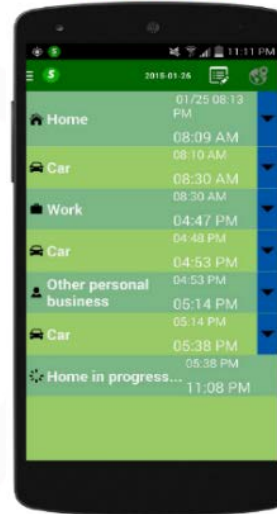 S 11:11 PM
S 2015-01-26
01/25 08:13
PM
Home
08:09 AM
08:10 AM
Car
08:30 AM
08:30 AM
Work
04:47 PM
04:48 PM
Car
04:53 PM
04:53 PM
Other personal
business
05:14 PM
05:14 PM
Car
05:38 PM
05:38 PM
Home in progress...
11:08 PM